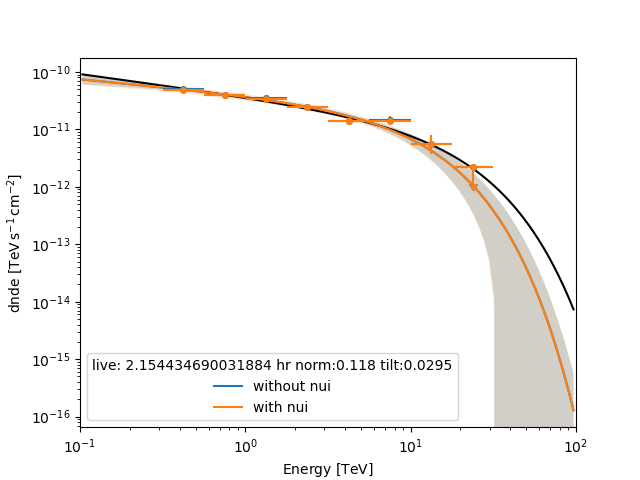 10⁻¹⁰
10⁻¹¹
10⁻¹²
10⁻¹³
10⁻¹⁴
10⁻¹⁵
10⁻¹⁶
dnde [TeV s⁻¹ cm⁻²]
live: 2.154434690031884 hr norm:0.118 tilt:0.0295
without nui
with nui
10⁻¹ 10⁰ 10¹ 10²
Energy [TeV]